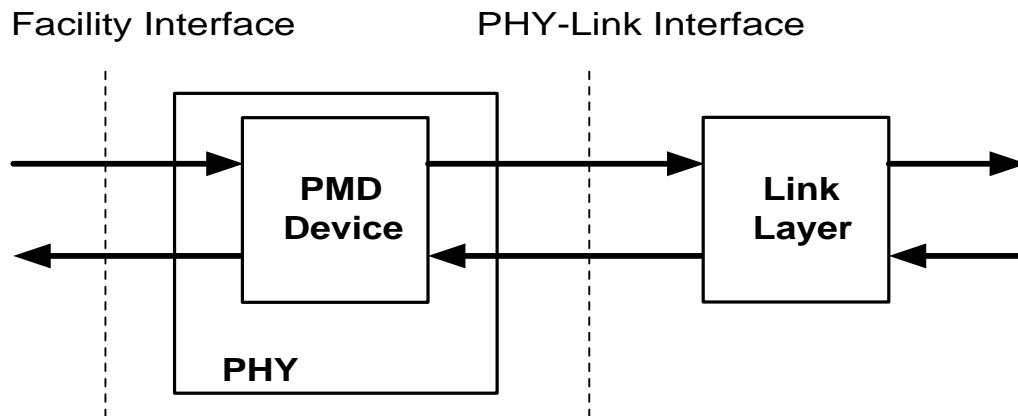 Facility Interface
PHY-Link Interface
PMD
Device
Link
Layer
PHY